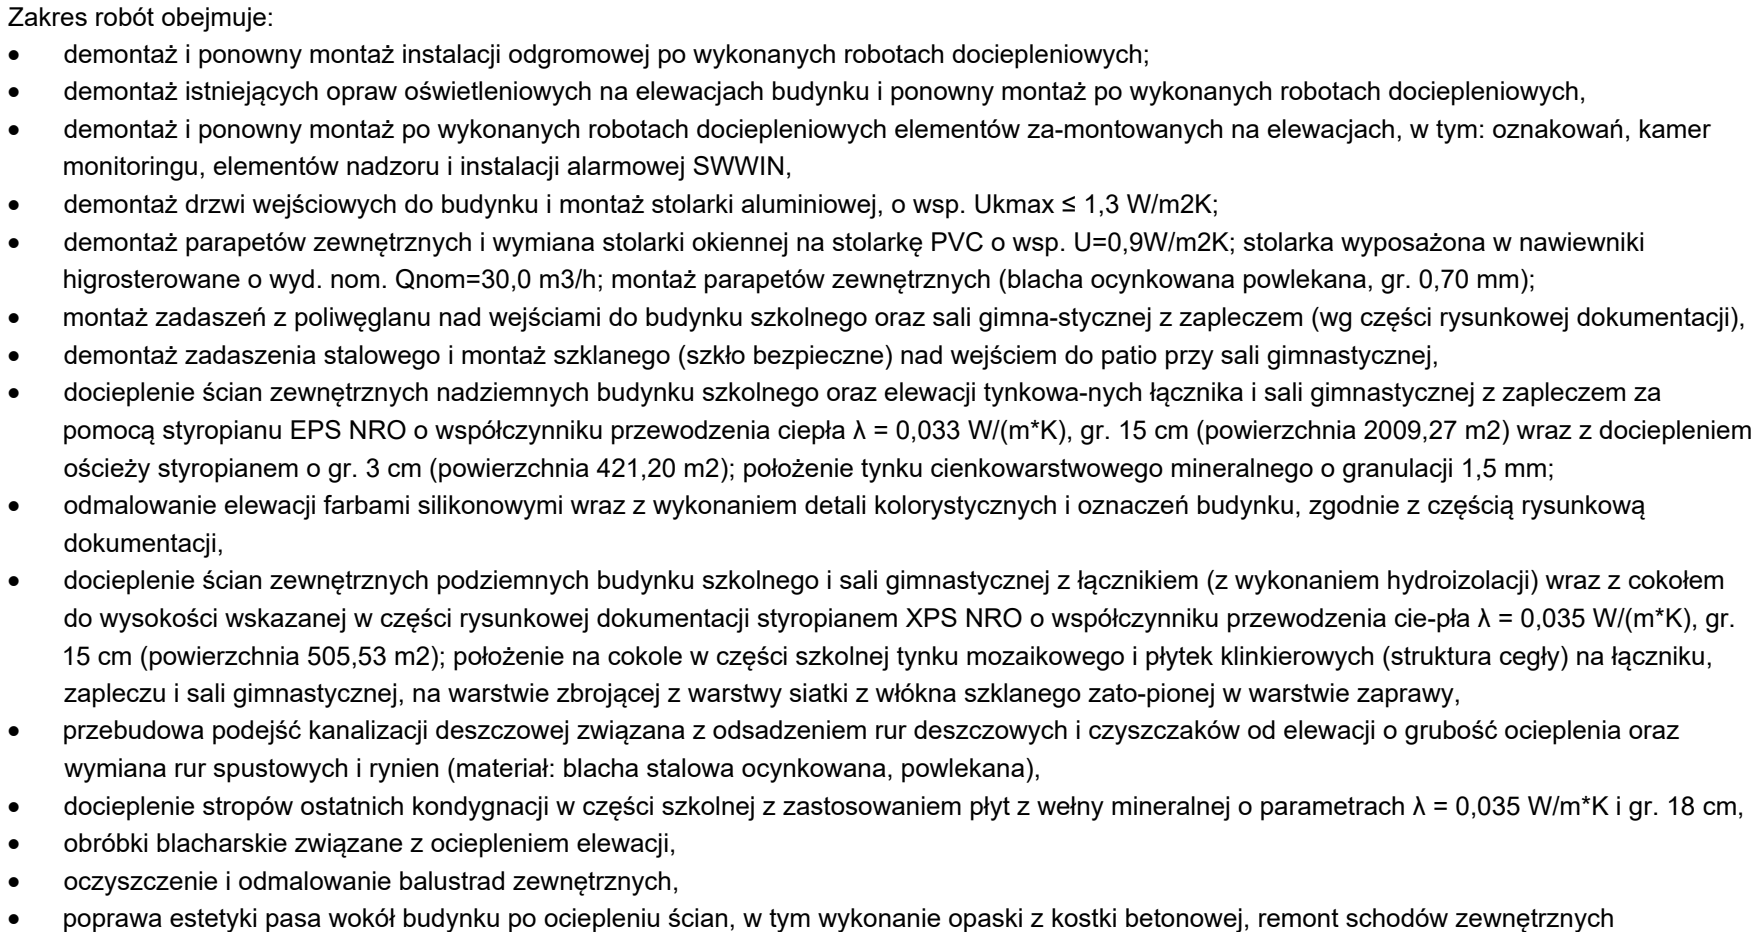 Zakres robót obejmuje:
• demontaż i ponowny montaż instalacji odgromowej po wykonanych robotach dociepleniowych;
• demontaż istniejących opraw oświetleniowych na elewacjach budynku i ponowny montaż po wykonanych robotach dociepleniowych,
• demontaż i ponowny montaż po wykonanych robotach dociepleniowych elementów za-montowanych na elewacjach, w tym: oznakowań, kamer
monitoringu, elementów nadzoru i instalacji alarmowej SWWIN,
• demontaż drzwi wejściowych do budynku i montaż stolarki aluminiowej, o wsp. Ukmax ≤ 1,3 W/m2K;
• demontaż parapetów zewnętrznych i wymiana stolarki okiennej na stolarkę PVC o wsp. U=0,9W/m2K; stolarka wyposażona w nawiewniki
higrosterowane o wyd. nom. Qnom=30,0 m3/h; montaż parapetów zewnętrznych (blacha ocynkowana powlekana, gr. 0,70 mm);
• montaż zadaszeń z poliwęglanu nad wejściami do budynku szkolnego oraz sali gimna-stycznej z zapleczem (wg części rysunkowej dokumentacji),
• demontaż zadaszenia stalowego i montaż szklanego (szkło bezpieczne) nad wejściem do patio przy sali gimnastycznej,
• docieplenie ścian zewnętrznych nadziemnych budynku szkolnego oraz elewacji tynkowa-nych łącznika i sali gimnastycznej z zapleczem za
pomocą styropianu EPS NRO o współczynniku przewodzenia ciepła λ = 0,033 W/(m*K), gr. 15 cm (powierzchnia 2009,27 m2) wraz z dociepleniem
ościeży styropianem o gr. 3 cm (powierzchnia 421,20 m2); położenie tynku cienkowarstwowego mineralnego o granulacji 1,5 mm;
• odmalowanie elewacji farbami silikonowymi wraz z wykonaniem detali kolorystycznych i oznaczeń budynku, zgodnie z częścią rysunkową
dokumentacji,
• docieplenie ścian zewnętrznych podziemnych budynku szkolnego i sali gimnastycznej z łącznikiem (z wykonaniem hydroizolacji) wraz z cokołem
do wysokości wskazanej w części rysunkowej dokumentacji styropianem XPS NRO o współczynniku przewodzenia cie-pła λ = 0,035 W/(m*K), gr.
15 cm (powierzchnia 505,53 m2); położenie na cokole w części szkolnej tynku mozaikowego i płytek klinkierowych (struktura cegły) na łączniku,
zapleczu i sali gimnastycznej, na warstwie zbrojącej z warstwy siatki z włókna szklanego zato-pionej w warstwie zaprawy,
• przebudowa podejść kanalizacji deszczowej związana z odsadzeniem rur deszczowych i czyszczaków od elewacji o grubość ocieplenia oraz
wymiana rur spustowych i rynien (materiał: blacha stalowa ocynkowana, powlekana),
• docieplenie stropów ostatnich kondygnacji w części szkolnej z zastosowaniem płyt z wełny mineralnej o parametrach λ = 0,035 W/m*K i gr. 18 cm,
• obróbki blacharskie związane z ociepleniem elewacji,
• oczyszczenie i odmalowanie balustrad zewnętrznych,
• poprawa estetyki pasa wokół budynku po ociepleniu ścian, w tym wykonanie opaski z kostki betonowej, remont schodów zewnętrznych